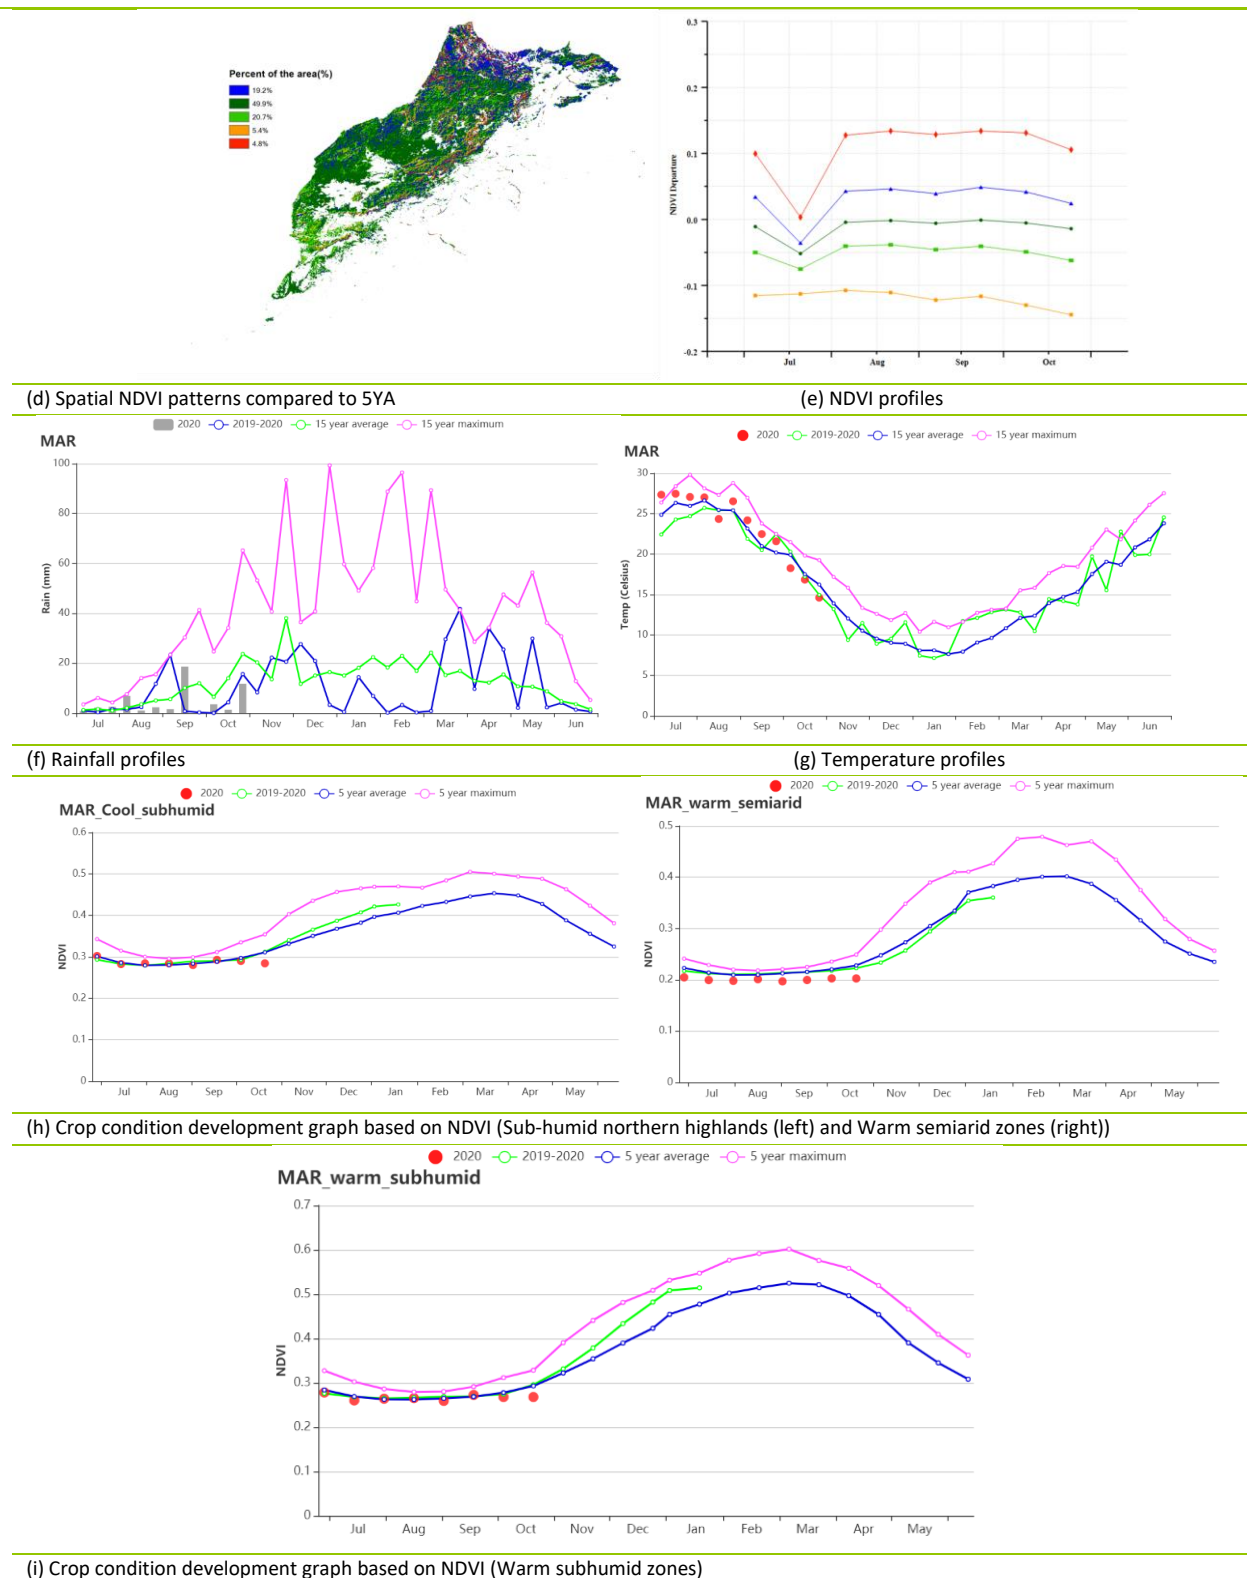 Percent of the area(%)
19.2%
49.9%
20.7%
5.4%
4.8%
0.3
0.2
0.1
0.0
-0.1
-0.2
NDVI Departure
Jul Aug Sep Oct
(d) Spatial NDVI patterns compared to 5YA (e) NDVI profiles
2020 2019-2020 15 year average 15 year maximum
MAR
100
80
60
40
20
0
Rain (mm)
Jul Aug Sep Oct Nov Dec Jan Feb Mar Apr May Jun
2020 2019-2020 15 year average 15 year maximum
MAR
30
25
20
15
10
5
0
Temp (Celsius)
Jul Aug Sep Oct Nov Dec Jan Feb Mar Apr May Jun
(f) Rainfall profiles (g) Temperature profiles
2020 2019-2020 5 year average 5 year maximum
MAR_Cool_subhumid
0.6
0.5
0.4
0.3
0.2
0.1
0
NDVI
Jul Aug Sep Oct Nov Dec Jan Feb Mar Apr May
2020 2019-2020 5 year average 5 year maximum
MAR_warm_semiarid
0.5
0.4
0.3
0.2
0.1
0
NDVI
Jul Aug Sep Oct Nov Dec Jan Feb Mar Apr May
(h) Crop condition development graph based on NDVI (Sub-humid northern highlands (left) and Warm semiarid zones (right))
2020 2019-2020 5 year average 5 year maximum
MAR_warm_subhumid
0.7
0.6
0.5
0.4
0.3
0.2
0.1
0
NDVI
Jul Aug Sep Oct Nov Dec Jan Feb Mar Apr May
(i) Crop condition development graph based on NDVI (Warm subhumid zones)